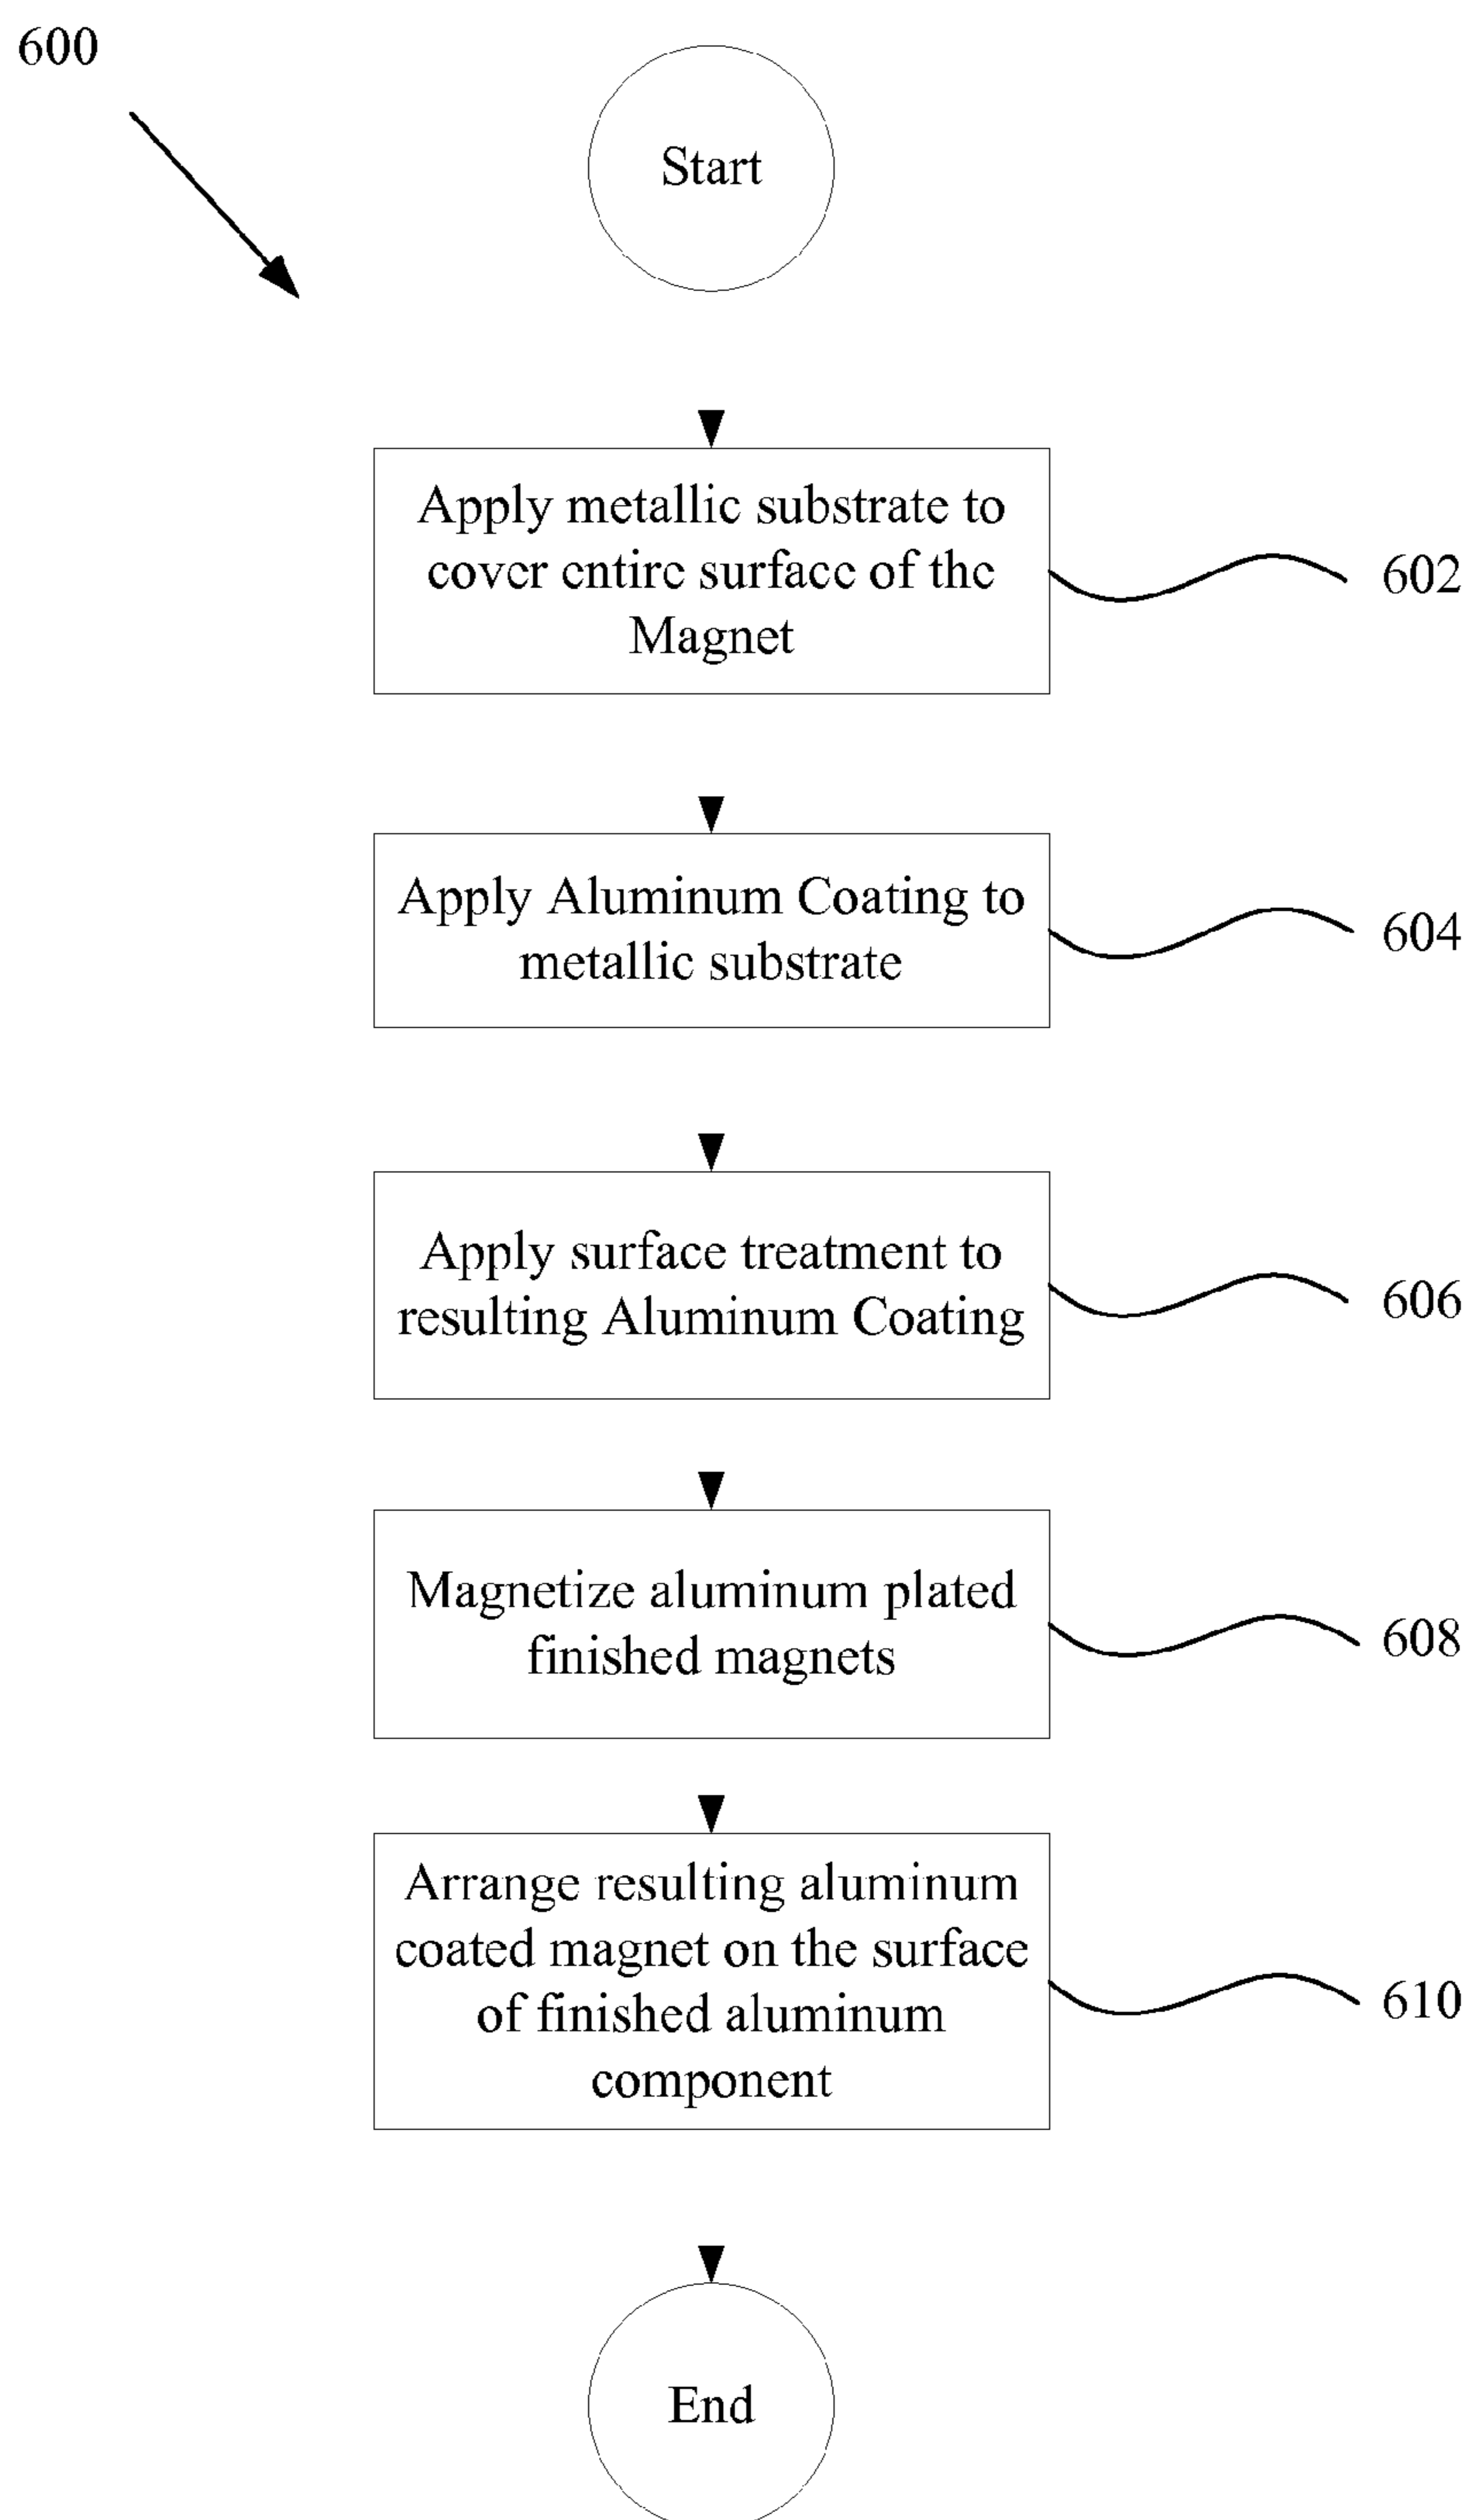 600
Start
Apply metallic substrate to
cover entire surface of the
Magnet
602
Apply Aluminum Coating to
metallic substrate
604
Apply surface treatment to
resulting Aluminum Coating
606
Magnetize aluminum plated
finished magnets
608
Arrange resulting aluminum
coated magnet on the surface
of finished aluminum
component
610
End